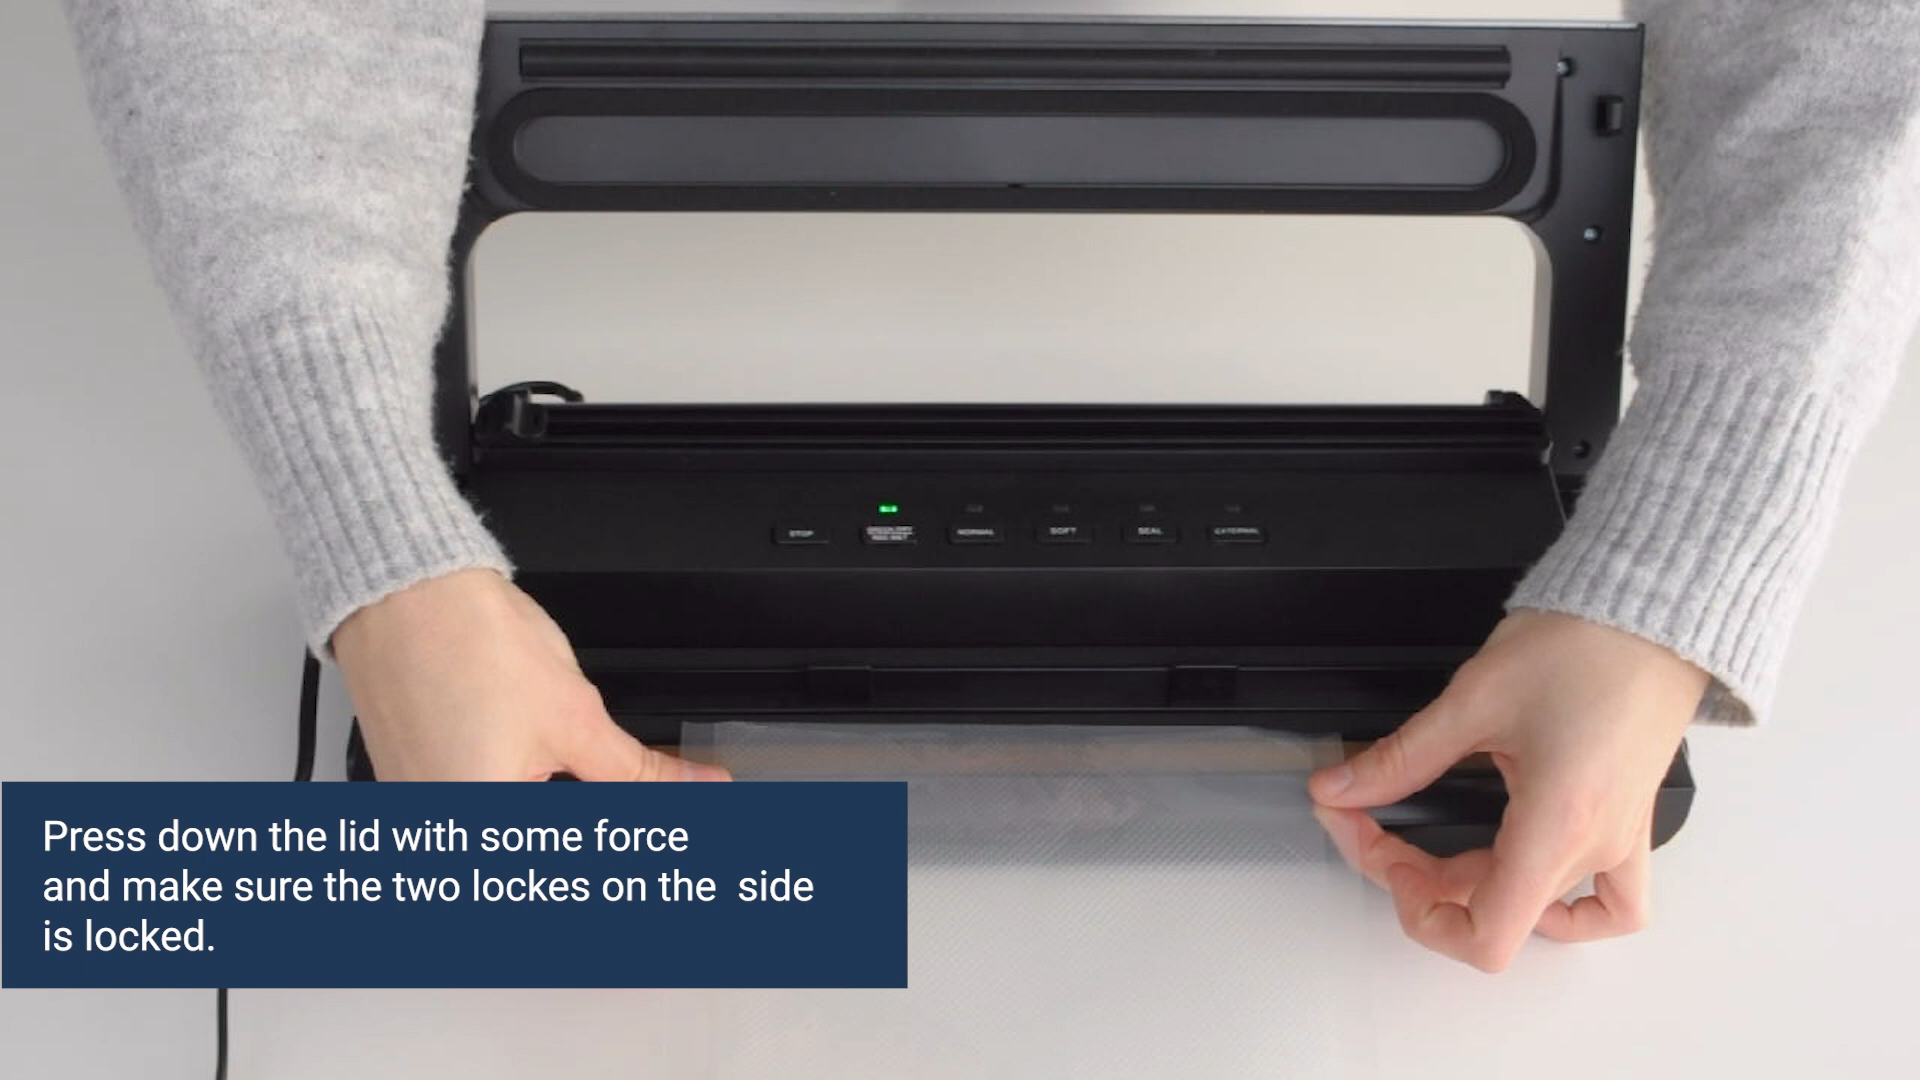 STOP
NORMAL
SOFT
SEAL
EXTERNAL
Press down the lid with some force
and make sure the two lockes on the  side
is locked.